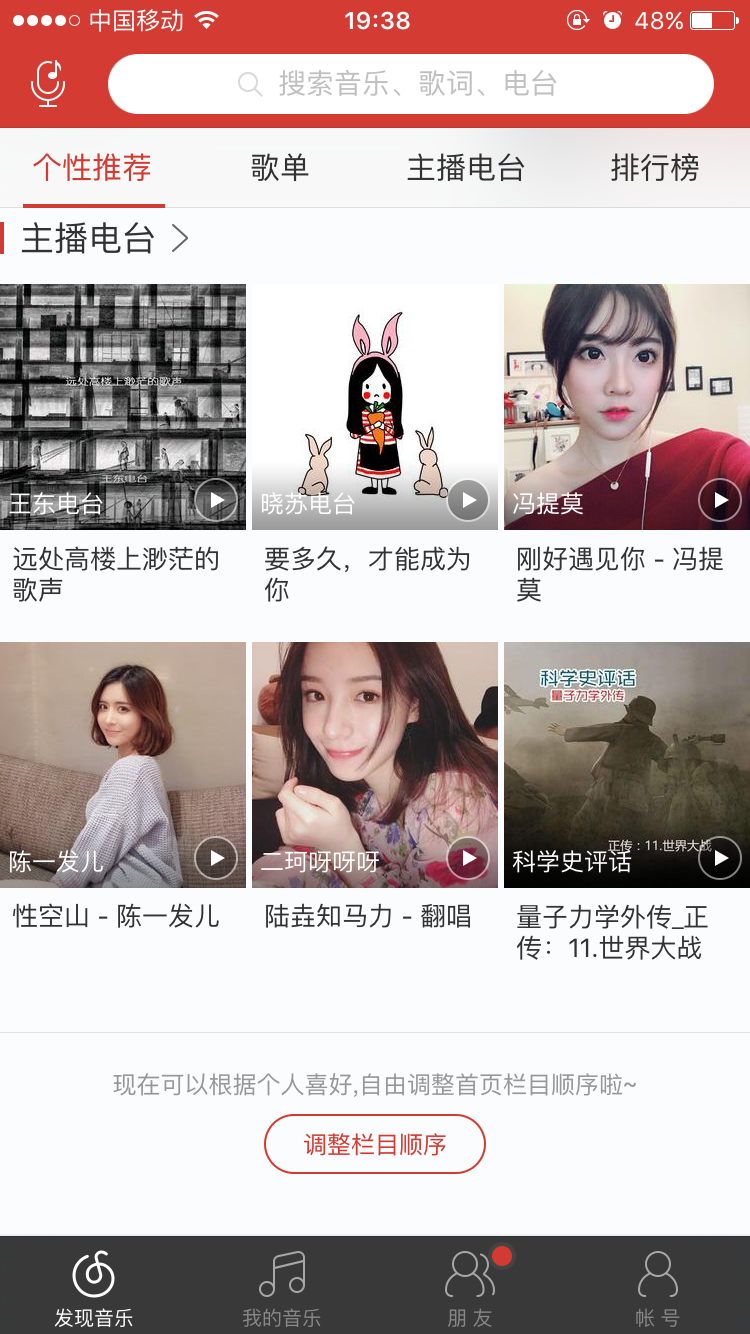 中国移动
19:38
48%
搜索音乐、歌词、电台
个性推荐
歌单
主播电台
排行榜
主播电台
远处高楼上渺茫的歌声
王东电台
王东电台
晓苏电台
冯提莫
远处高楼上渺茫的
歌声
要多久，才能成为
你
刚好遇见你 - 冯提
莫
科学史评话
量子力学外传
正传：11.世界大战
陈一发儿
二珂呀呀呀
科学史评话
性空山 - 陈一发儿
陆垚知马力 - 翻唱
量子力学外传_正
传：11.世界大战
现在可以根据个人喜好,自由调整首页栏目顺序啦~
调整栏目顺序
发现音乐
我的音乐
朋友
帐号